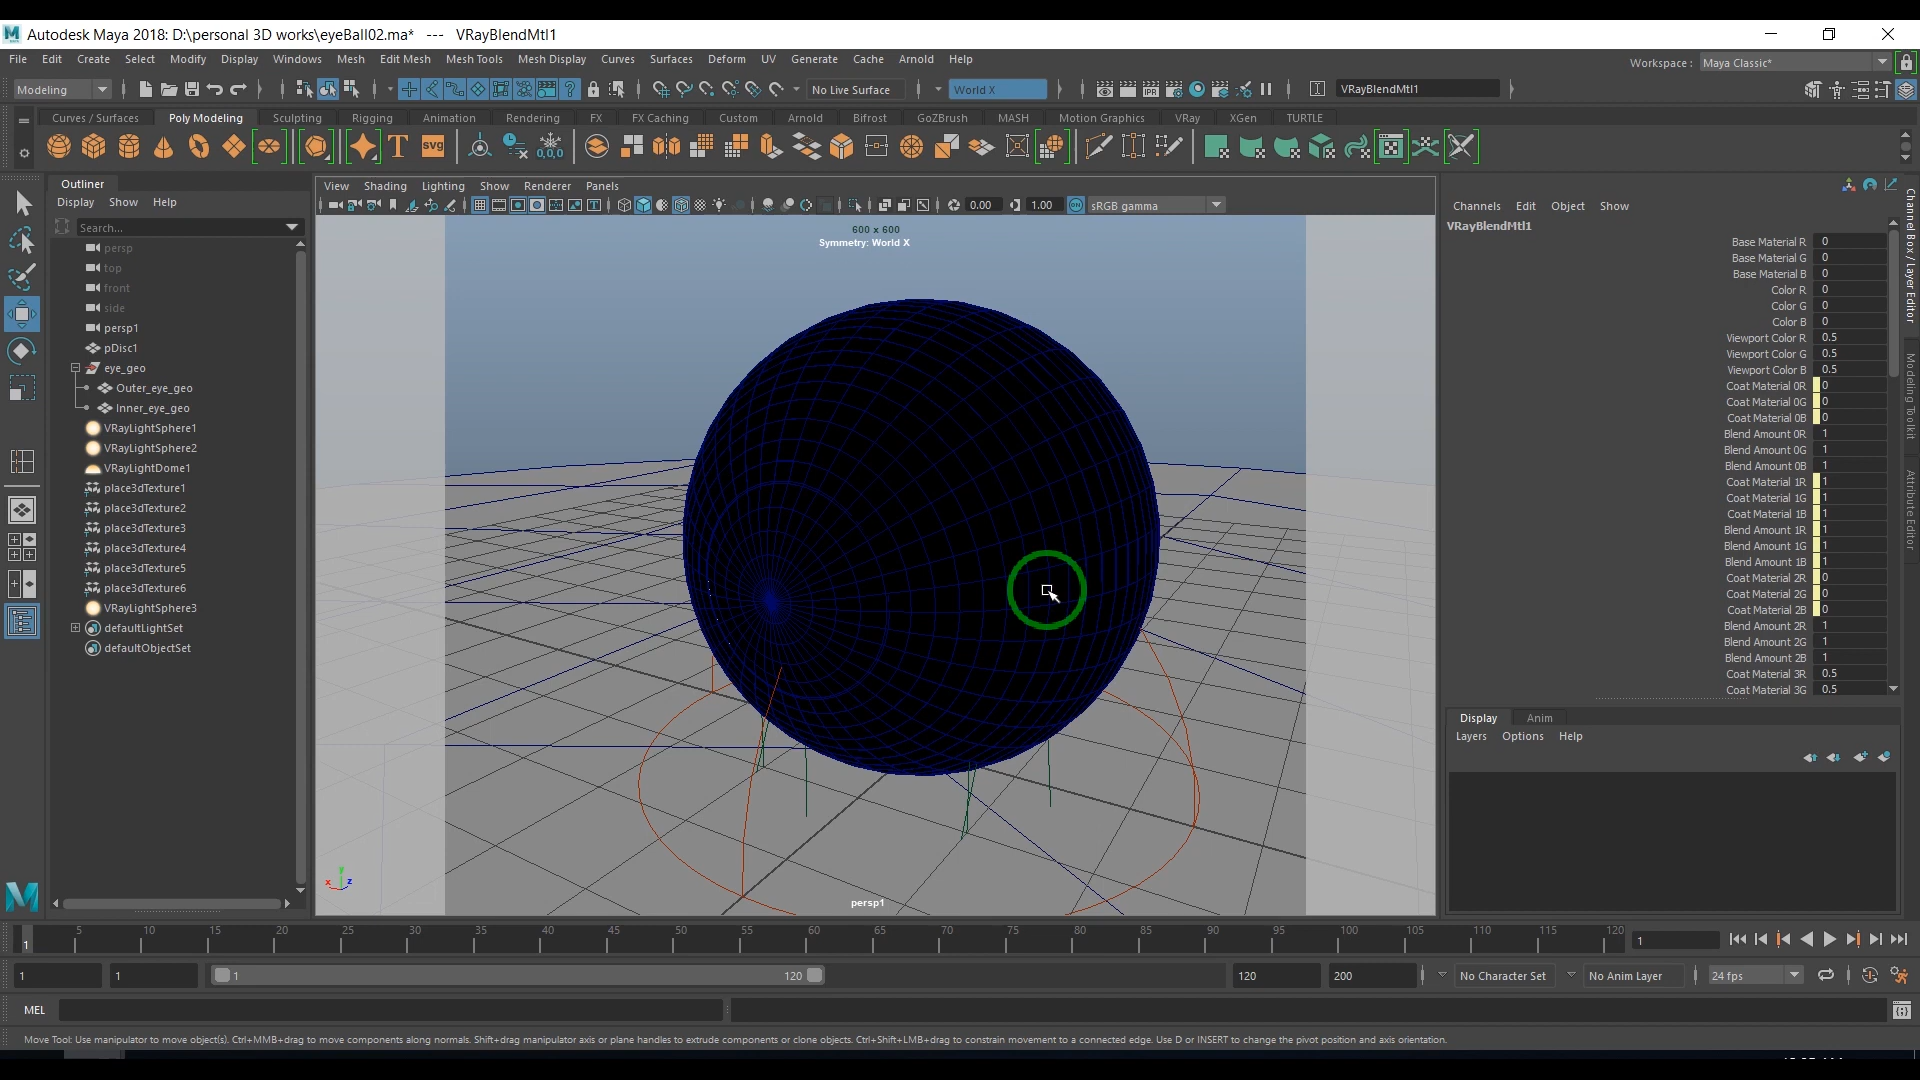 Autodesk Maya 2018: D:\personal 3D works\eyeBall02.ma* --- VRayBlendMtl1
File Edit Create Select Modify Display Windows Mesh Edit Mesh Mesh Tools Mesh Display Curves Surfaces Deform UV Generate Cache Arnold Help
Workspace : Maya Classic*
Modeling No Live Surface World X IPR VRayBlendMtl1
Curves / Surfaces Poly Modeling Sculpting Rigging Animation Rendering FX FX Caching Custom Arnold Bifrost GoZBrush MASH Motion Graphics VRay XGen TURTLE
T SVG 0,0,0
Outliner
Display Show Help
Search...
persp
top
front
side
persp1
pDisc1
eye_geo
Outer_eye_geo
Inner_eye_geo
VRayLightSphere1
VRayLightSphere2
VRayLightDome1
place3dTexture1
place3dTexture2
place3dTexture3
place3dTexture4
place3dTexture5
place3dTexture6
VRayLightSphere3
defaultLightSet
defaultObjectSet
View Shading Lighting Show Renderer Panels
0.00 1.00 ON sRGB gamma
600 x 600
Symmetry: World X
y
x z
persp1
Channels Edit Object Show
VRayBlendMtl1
Base Material R 0
Base Material G 0
Base Material B 0
Color R 0
Color G 0
Color B 0
Viewport Color R 0.5
Viewport Color G 0.5
Viewport Color B 0.5
Coat Material 0R 0
Coat Material 0G 0
Coat Material 0B 0
Blend Amount 0R 1
Blend Amount 0G 1
Blend Amount 0B 1
Coat Material 1R 1
Coat Material 1G 1
Coat Material 1B 1
Blend Amount 1R 1
Blend Amount 1G 1
Blend Amount 1B 1
Coat Material 2R 0
Coat Material 2G 0
Coat Material 2B 0
Blend Amount 2R 1
Blend Amount 2G 1
Blend Amount 2B 1
Coat Material 3R 0.5
Coat Material 3G 0.5
Channel Box / Layer Editor
Modeling Toolkit
Attribute Editor
Display Anim
Layers Options Help
1 5 10 15 20 25 30 35 40 45 50 55 60 65 70 75 80 85 90 95 100 105 110 115 120 1
1 1 1 120 120 200 No Character Set No Anim Layer 24 fps
MEL
Move Tool: Use manipulator to move object(s). Ctrl+MMB+drag to move components along normals. Shift+drag manipulator axis or plane handles to extrude components or clone objects. Ctrl+Shift+LMB+drag to constrain movement to a connected edge. Use D or INSERT to change the pivot position and axis orientation.